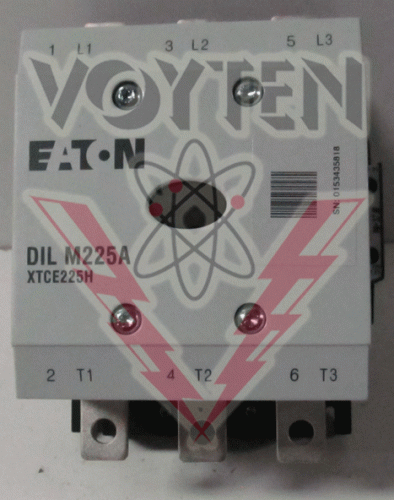 1 L1 3 L2 5 L3
VOYTEN
EATON
SN: 0153435818
DIL M225A
XTCE225H
2 T1 4 T2 6 T3